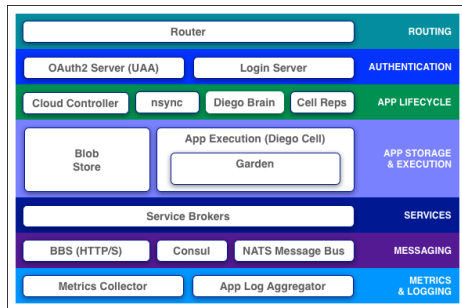 Router
ROUTING
OAuth2 Server (UAA)
Login Server
AUTHENTICATION
Cloud Controller
nsync
Diego Brain
Cell Reps
APP LIFECYCLE
Blob
Store
App Execution (Diego Cell)
Garden
APP STORAGE
& EXECUTION
Service Brokers
SERVICES
BBS (HTTP/S)
Consul
NATS Message Bus
MESSAGING
Metrics Collector
App Log Aggregator
METRICS
& LOGGING